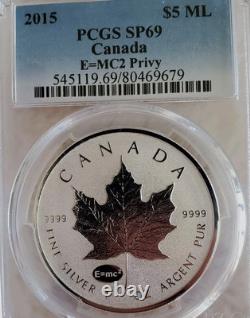 2015 $5 ML
PCGS SP69
Canada
E=MC2 Privy
545119.69/80469679
CANADA
9999 9999
FINE SILVER ARGENT PUR
E=mc²
PCGS